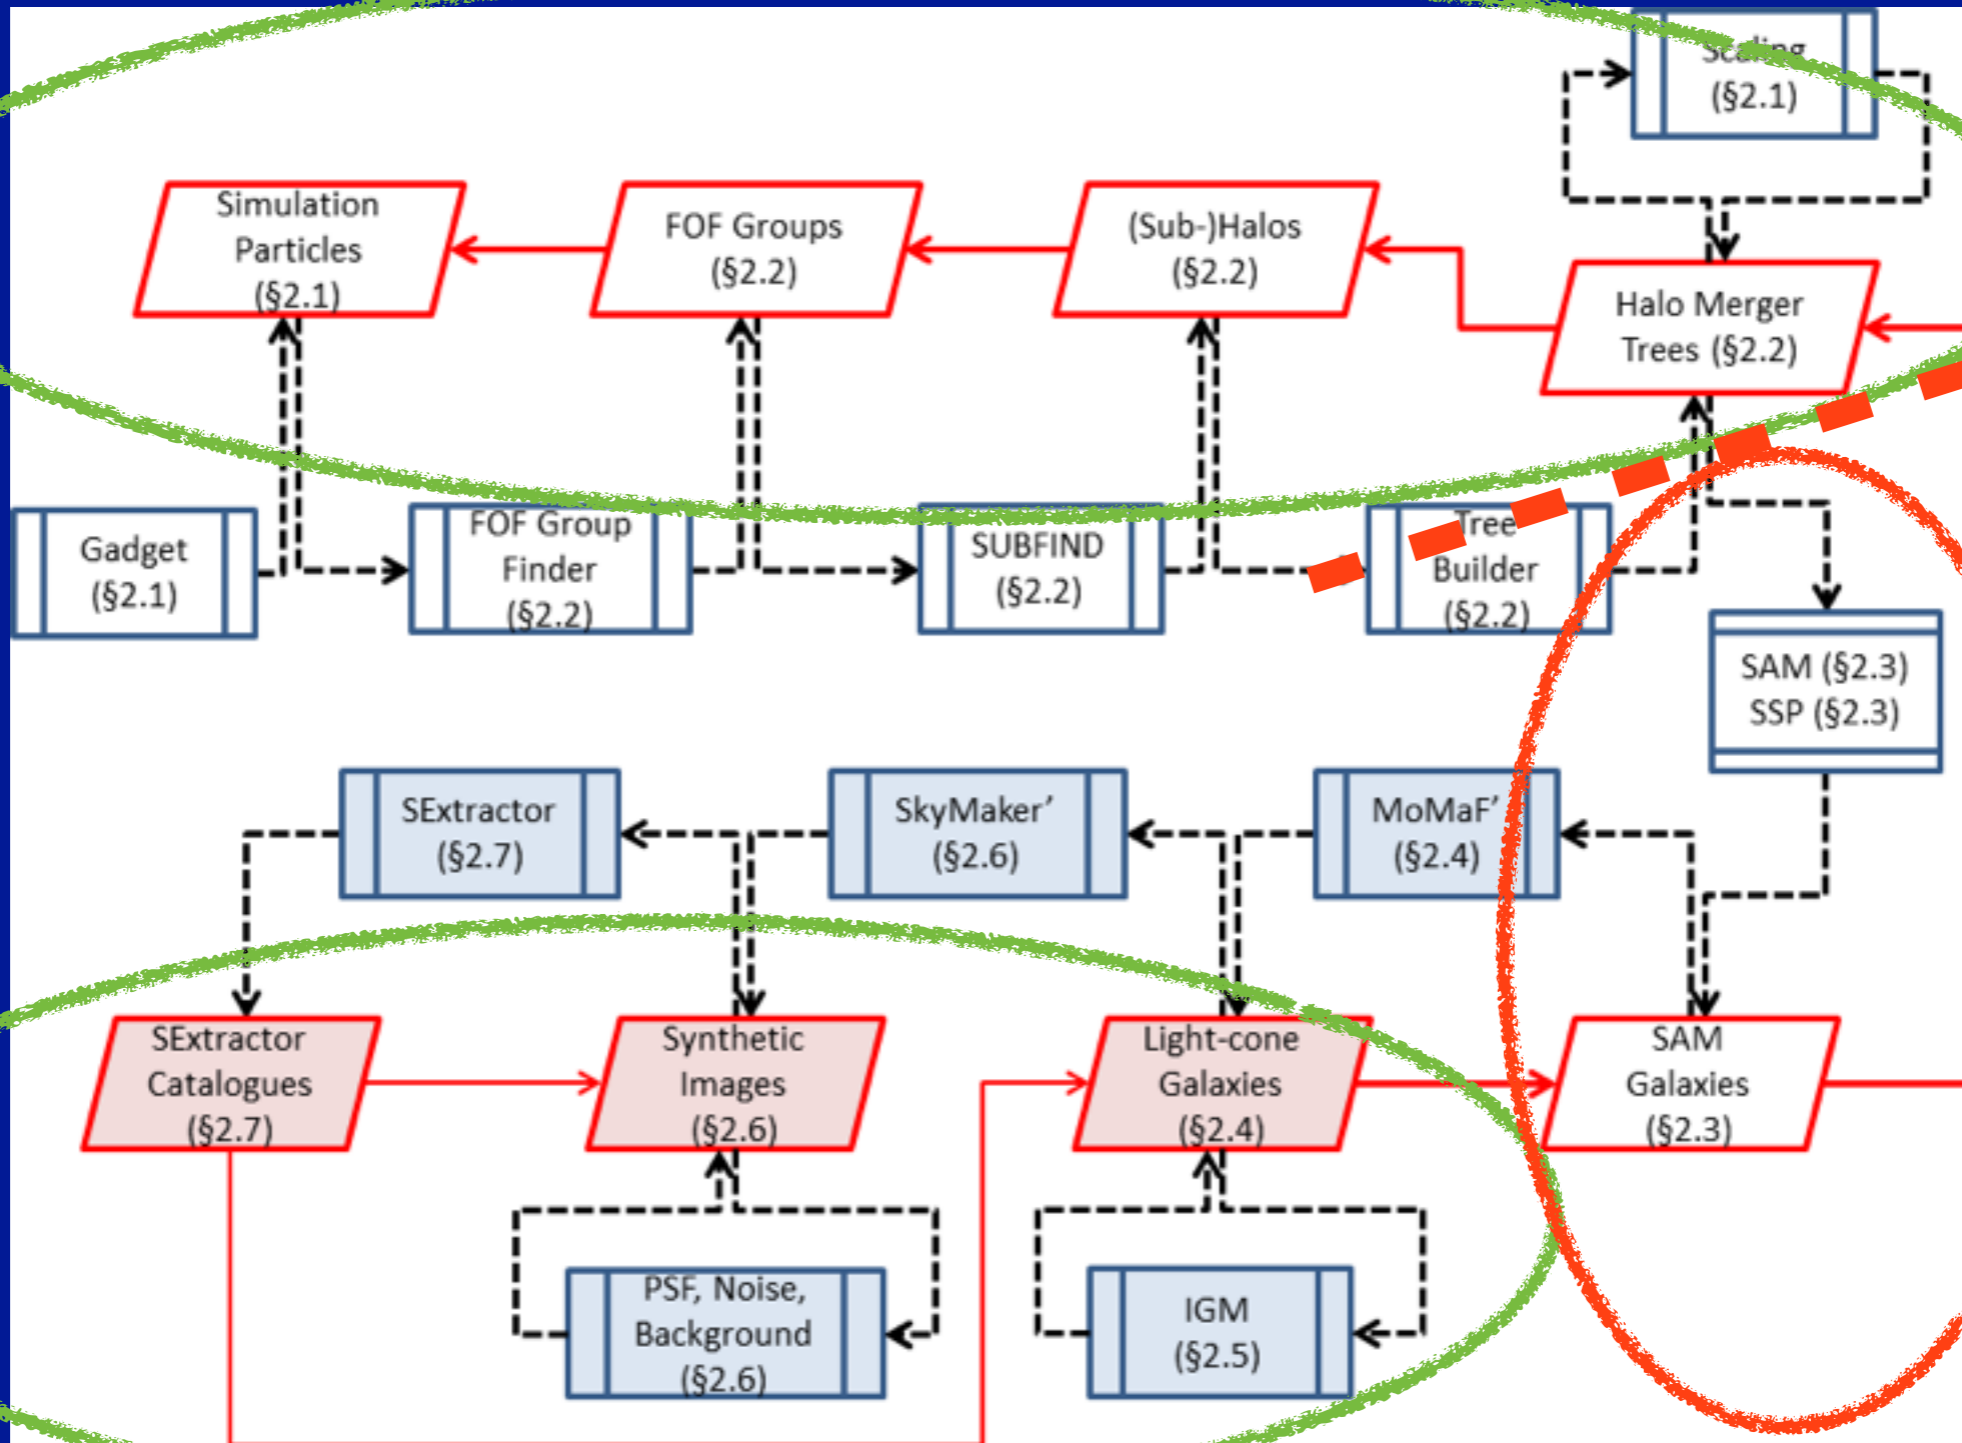 Scaling
(§2.1)
Simulation
Particles
(§2.1)
FOF Groups
(§2.2)
(Sub-)Halos
(§2.2)
Halo Merger
Trees (§2.2)
Gadget
(§2.1)
FOF Group
Finder
(§2.2)
SUBFIND
(§2.2)
Tree
Builder
(§2.2)
SAM (§2.3)
SSP (§2.3)
SExtractor
(§2.7)
SkyMaker’
(§2.6)
MoMaF’
(§2.4)
SExtractor
Catalogues
(§2.7)
Synthetic
Images
(§2.6)
Light-cone
Galaxies
(§2.4)
SAM
Galaxies
(§2.3)
PSF, Noise,
Background
(§2.6)
IGM
(§2.5)